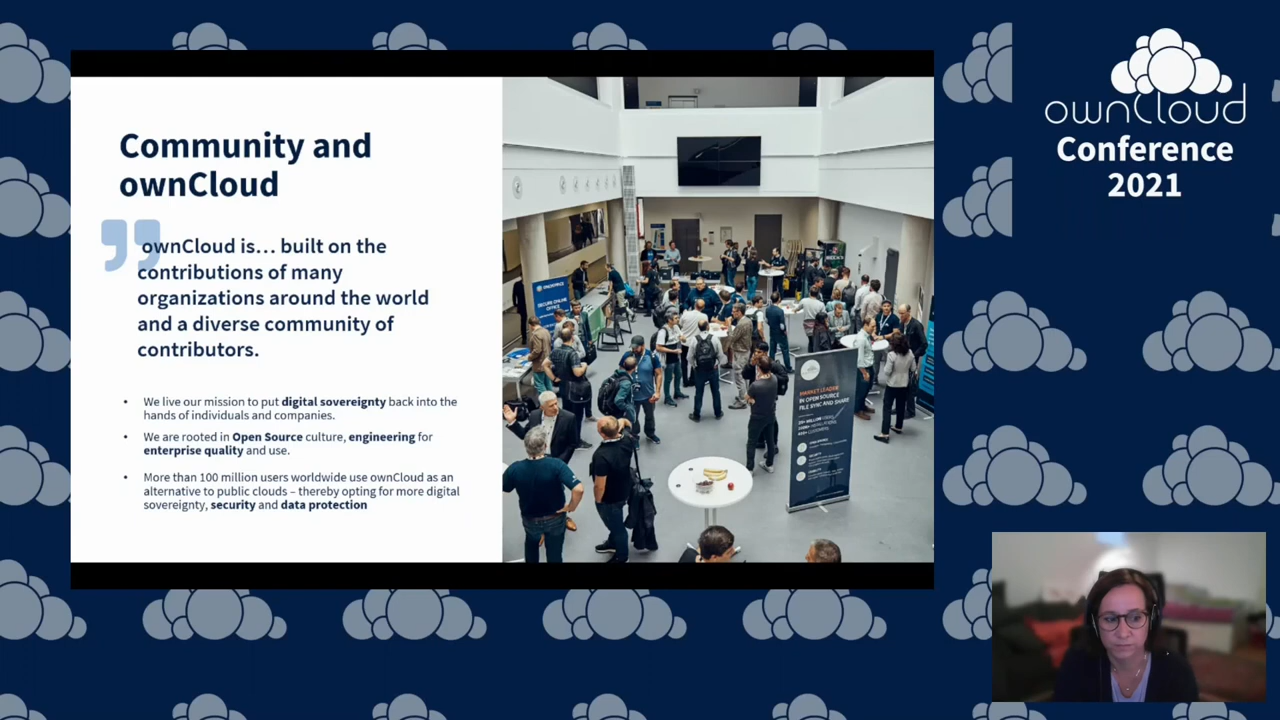 Community and
ownCloud
ownCloud is... built on the
contributions of many
organizations around the world
and a diverse community of
contributors.
• We live our mission to put digital sovereignty back into the
hands of individuals and companies.
• We are rooted in Open Source culture, engineering for
enterprise quality and use.
• More than 100 million users worldwide use ownCloud as an
alternative to public clouds – thereby opting for more digital
sovereignty, security and data protection
ownCloud
Conference
2021
SECURE ONLINE
OFFICE
MARKET LEADER
IN OPEN SOURCE
FILE SYNC AND SHARE